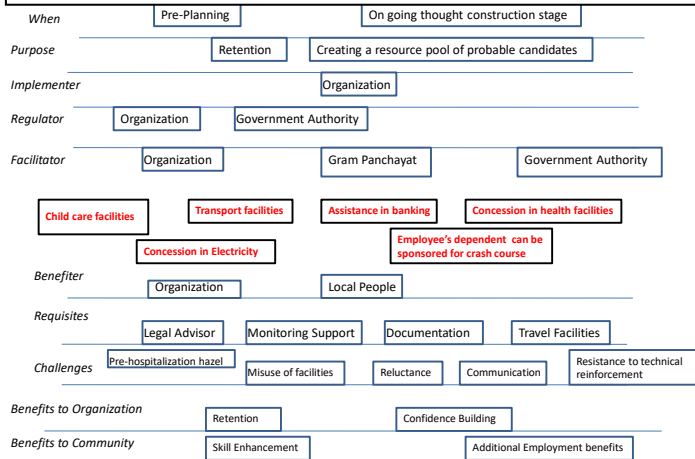 When
Pre-Planning
On going thought construction stage
Purpose
Retention
Creating a resource pool of probable candidates
Implementer
Organization
Regulator
Organization
Government Authority
Facilitator
Organization
Gram Panchayat
Government Authority
Child care facilities
Transport facilities
Assistance in banking
Concession in health facilities
Concession in Electricity
Employee's dependent can be
sponsored for crash course
Benefiter
Organization
Local People
Requisites
Legal Advisor
Monitoring Support
Documentation
Travel Facilities
Challenges
Pre-hospitalization hazel
Misuse of facilities
Reluctance
Communication
Resistance to technical
reinforcement
Benefits to Organization
Retention
Confidence Building
Benefits to Community
Skill Enhancement
Additional Employment benefits